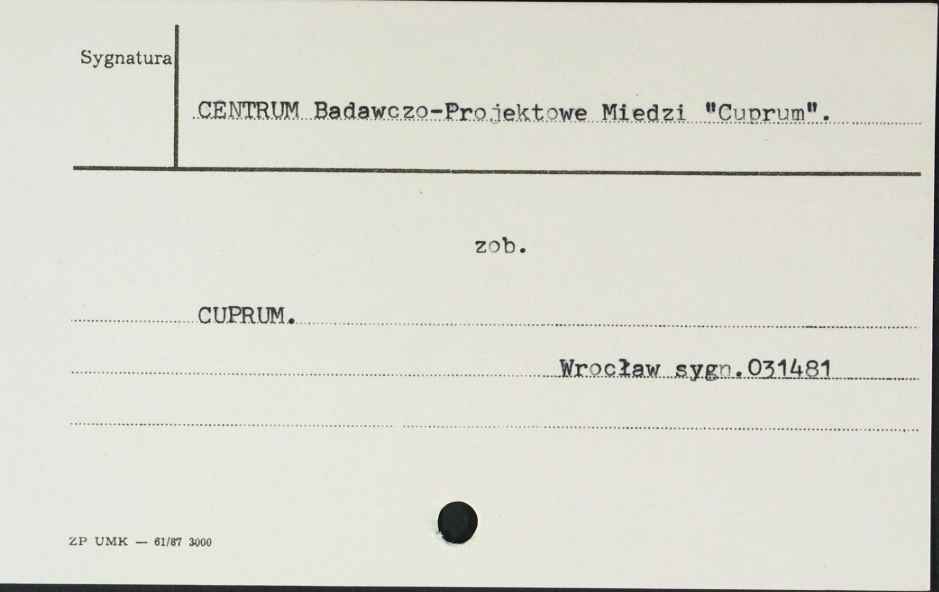 Sygnatura
CENTRUM Badawczo-Projektowe Miedzi "Cuprum".
zob.
CUPRUM.
Wrocław sygn.031481
ZP UMK — 61/87 3000